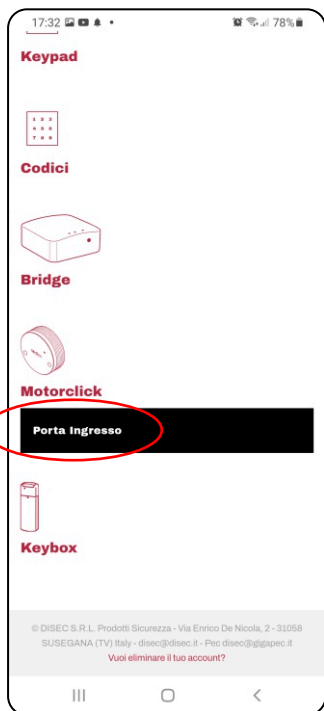 17:32 78%
Keypad
1 2 3
4 5 6
7 8 9
Codici
Bridge
Motorclick
Porta Ingresso
Keybox
© DISEC S.R.L. Prodotti Sicurezza - Via Enrico De Nicola, 2 - 31058
SUSEGANA (TV) Italy - disec@disec.it - Pec disec@gigapec.it
Vuoi eliminare il tuo account?